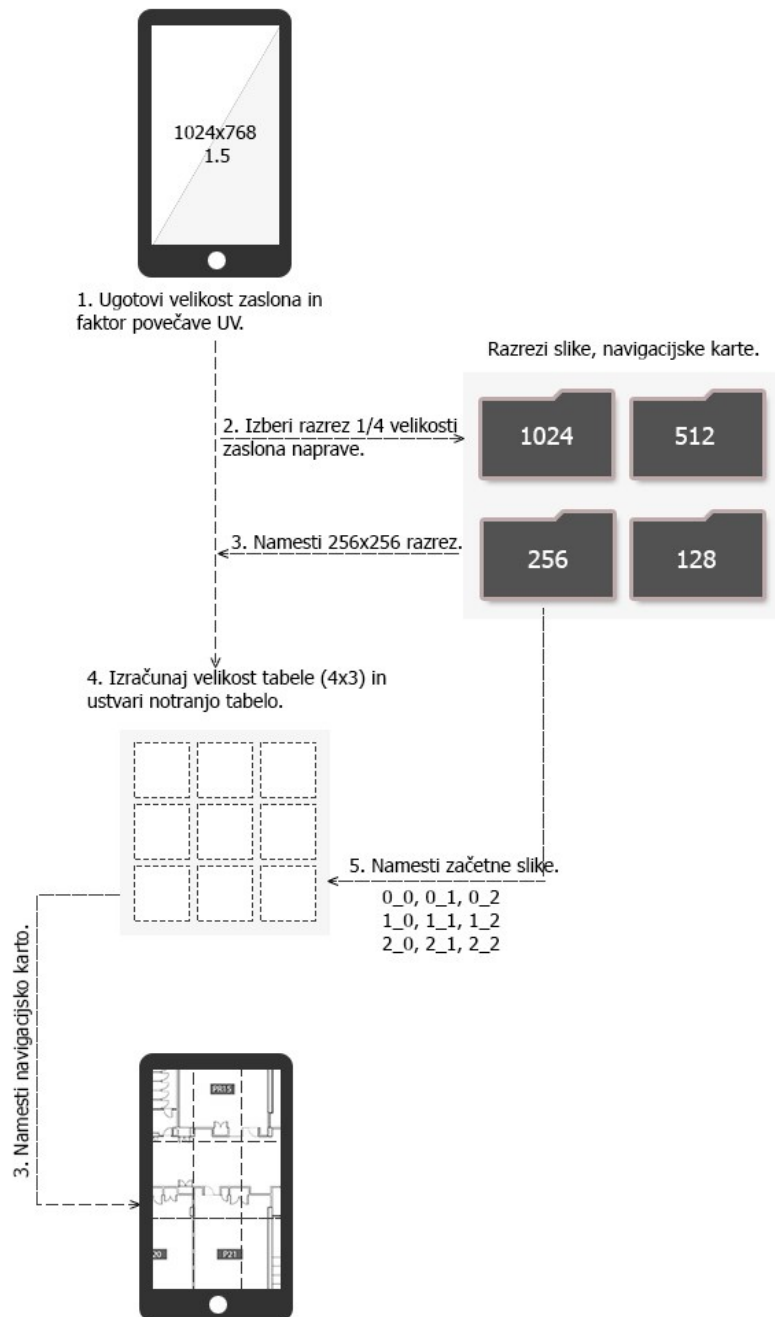 1024x768
1.5
1. Ugotovi velikost zaslona in
faktor povečave UV.
Razrezi slike, navigacijske karte.
2. Izberi razrez 1/4 velikosti
zaslona naprave.
1024
512
3. Namesti 256x256 razrez.
256
128
4. Izračunaj velikost tabele (4x3) in
ustvari notranjo tabelo.
5. Namesti začetne slike.
0_0, 0_1, 0_2
1_0, 1_1, 1_2
2_0, 2_1, 2_2
3. Namesti navigacijsko karto.
PR15
20
P21